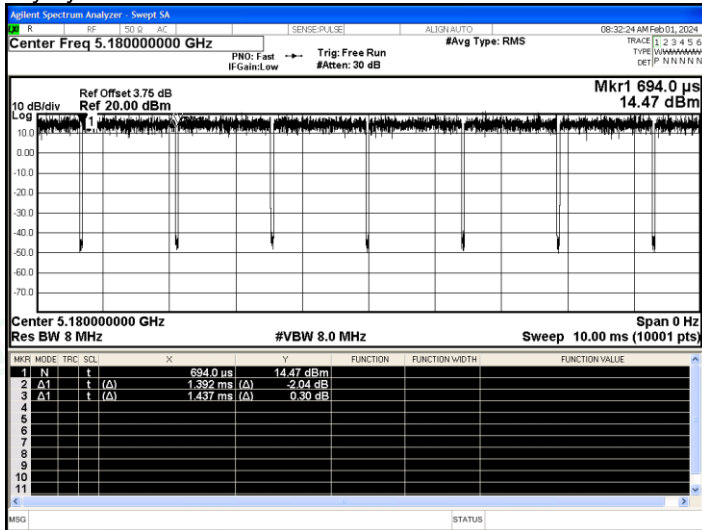 Agilent Spectrum Analyzer - Swept SA
R RF 50 Ω AC SENSE:PULSE ALIGN AUTO 08:32:24 AM Feb 01, 2024
Center Freq 5.180000000 GHz #Avg Type: RMS TRACE 1 2 3 4 5 6
PNO: Fast Trig: Free Run TYPE WWWWWW
IFGain:Low #Atten: 30 dB DET P N N N N N
Ref Offset 3.75 dB Mkr1 694.0 µs
10 dB/div Ref 20.00 dBm 14.47 dBm
Log
1
10.0
0.00
-10.0
-20.0
-30.0
-40.0
-50.0
-60.0
-70.0
Center 5.180000000 GHz Span 0 Hz
Res BW 8 MHz #VBW 8.0 MHz Sweep 10.00 ms (10001 pts)
MKR MODE TRC SCL X Y FUNCTION FUNCTION WIDTH FUNCTION VALUE
1 N t 694.0 µs 14.47 dBm
2 Δ1 t (Δ) 1.392 ms (Δ) -2.04 dB
3 Δ1 t (Δ) 1.437 ms (Δ) 0.30 dB
4
5
6
7
8
9
10
11
MSG STATUS